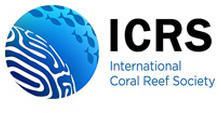 ICRS
International
Coral Reef Society